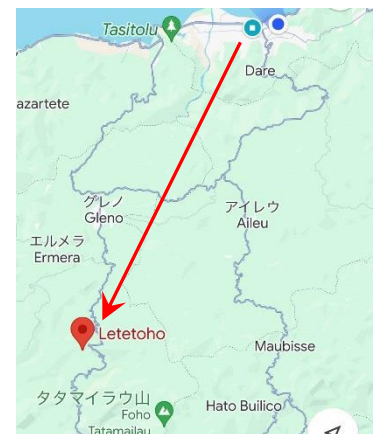 Tasitolu
Dare
azartete
グレノ
Gleno
アイレウ
Aileu
エルメラ
Ermera
Letetoho
Maubisse
タタマイラウ山
Foho
Tatamailau
Hato Builico